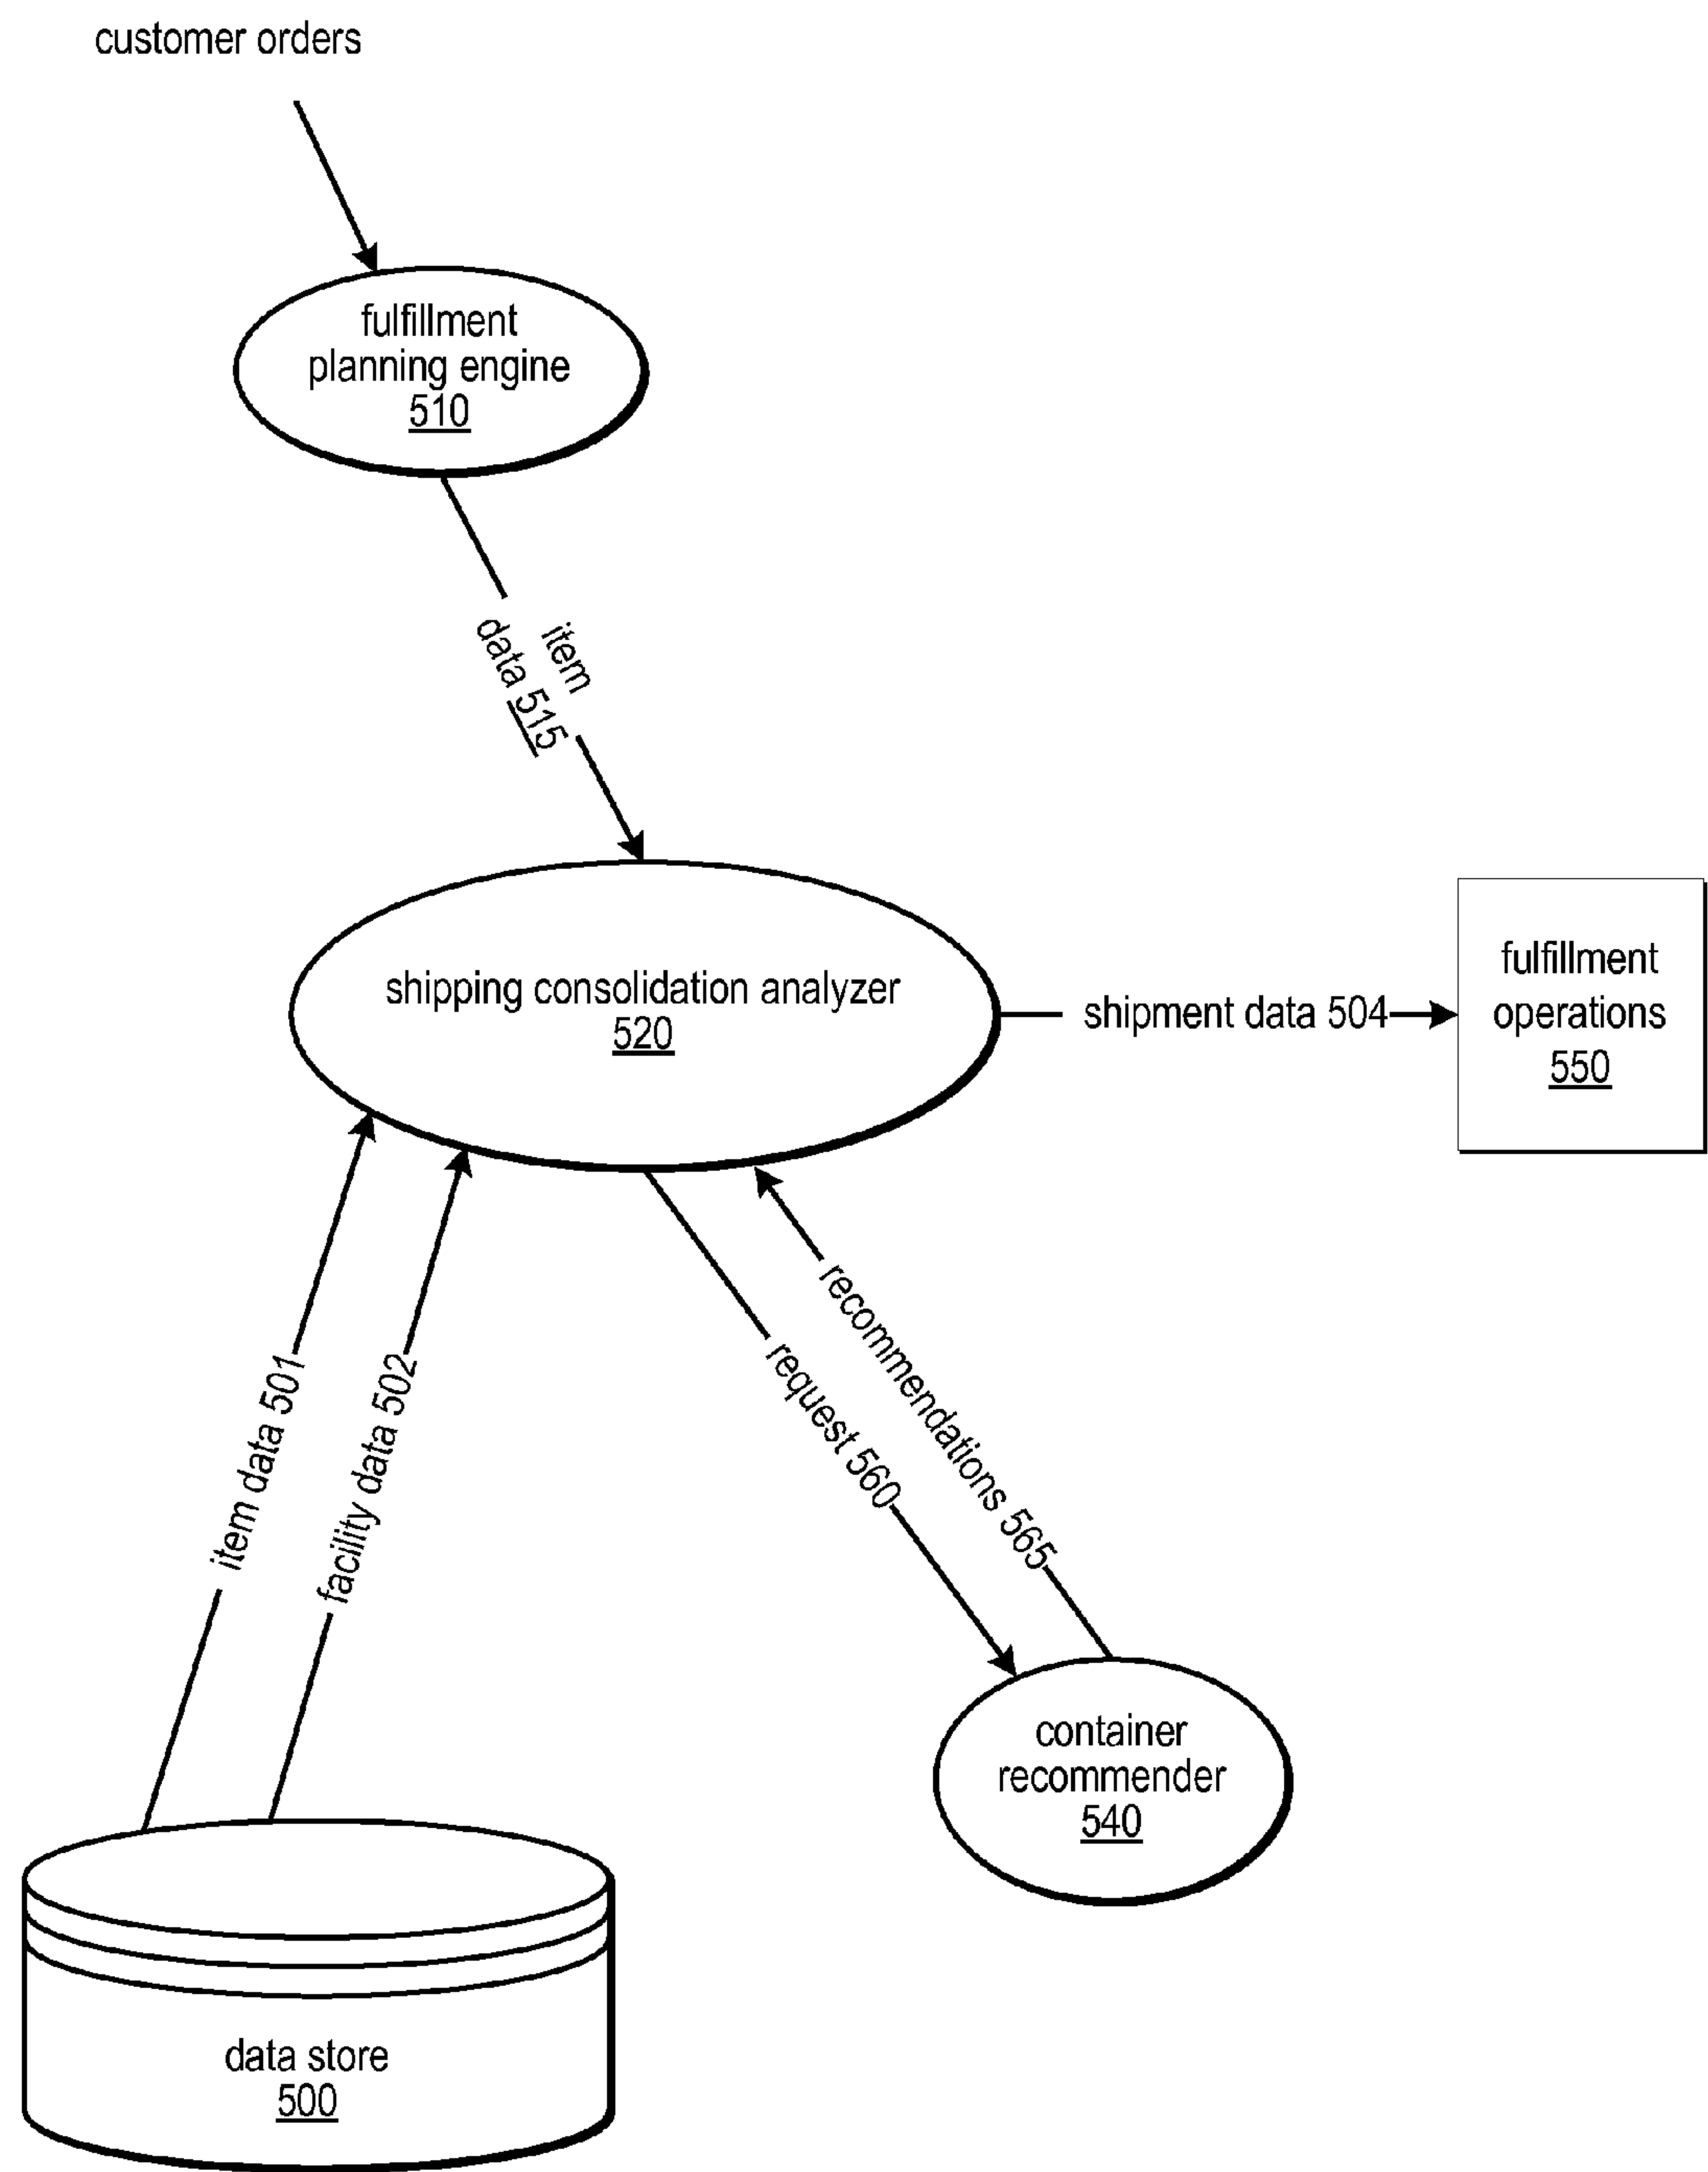 customer orders
fulfillment
planning engine
510
item
data 515
shipping consolidation analyzer
520
shipment data 504
fulfillment
operations
550
item data 501
facility data 502
request 560
recommendations 565
container
recommender
540
data store
500